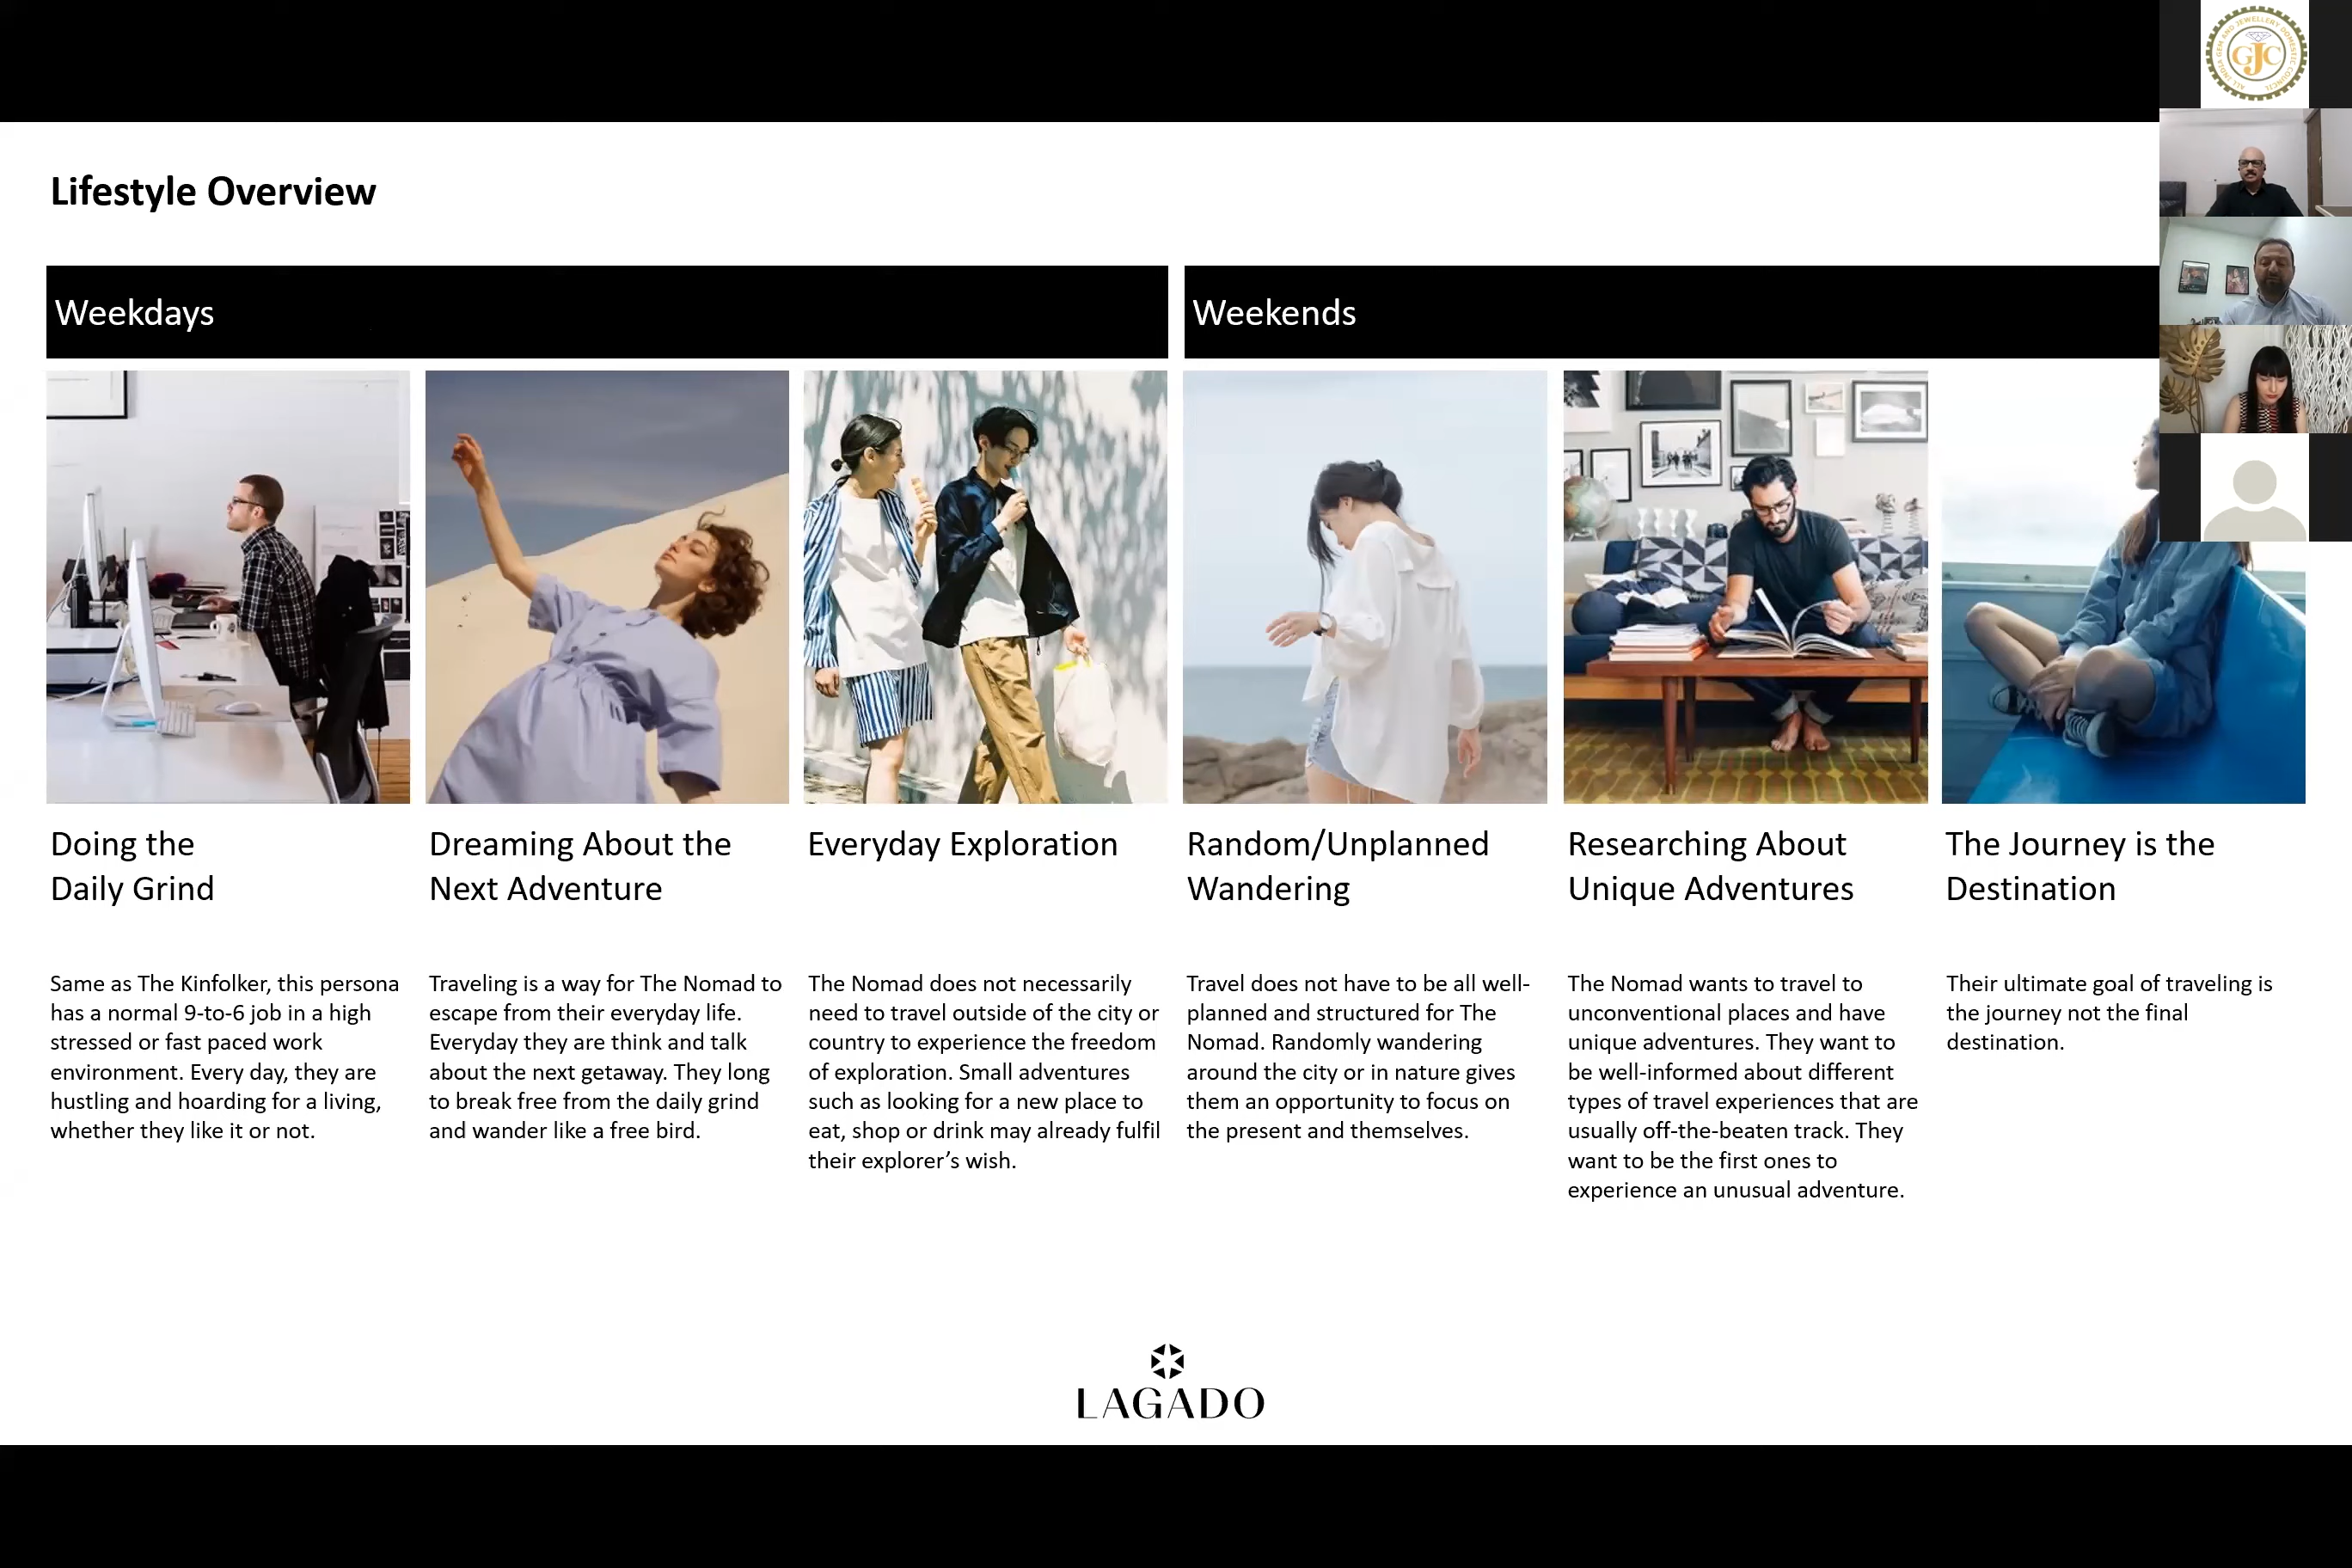 ALL INDIA GEM AND JEWELLERY DOMESTIC COUNCIL
GJC
Lifestyle Overview
Weekdays
Weekends
Doing the
Daily Grind
Same as The Kinfolker, this persona
has a normal 9-to-6 job in a high
stressed or fast paced work
environment. Every day, they are
hustling and hoarding for a living,
whether they like it or not.
Dreaming About the
Next Adventure
Traveling is a way for The Nomad to
escape from their everyday life.
Everyday they are think and talk
about the next getaway. They long
to break free from the daily grind
and wander like a free bird.
Everyday Exploration
The Nomad does not necessarily
need to travel outside of the city or
country to experience the freedom
of exploration. Small adventures
such as looking for a new place to
eat, shop or drink may already fulfil
their explorer’s wish.
Random/Unplanned
Wandering
Travel does not have to be all well-
planned and structured for The
Nomad. Randomly wandering
around the city or in nature gives
them an opportunity to focus on
the present and themselves.
Researching About
Unique Adventures
The Nomad wants to travel to
unconventional places and have
unique adventures. They want to
be well-informed about different
types of travel experiences that are
usually off-the-beaten track. They
want to be the first ones to
experience an unusual adventure.
The Journey is the
Destination
Their ultimate goal of traveling is
the journey not the final
destination.
LAGADO